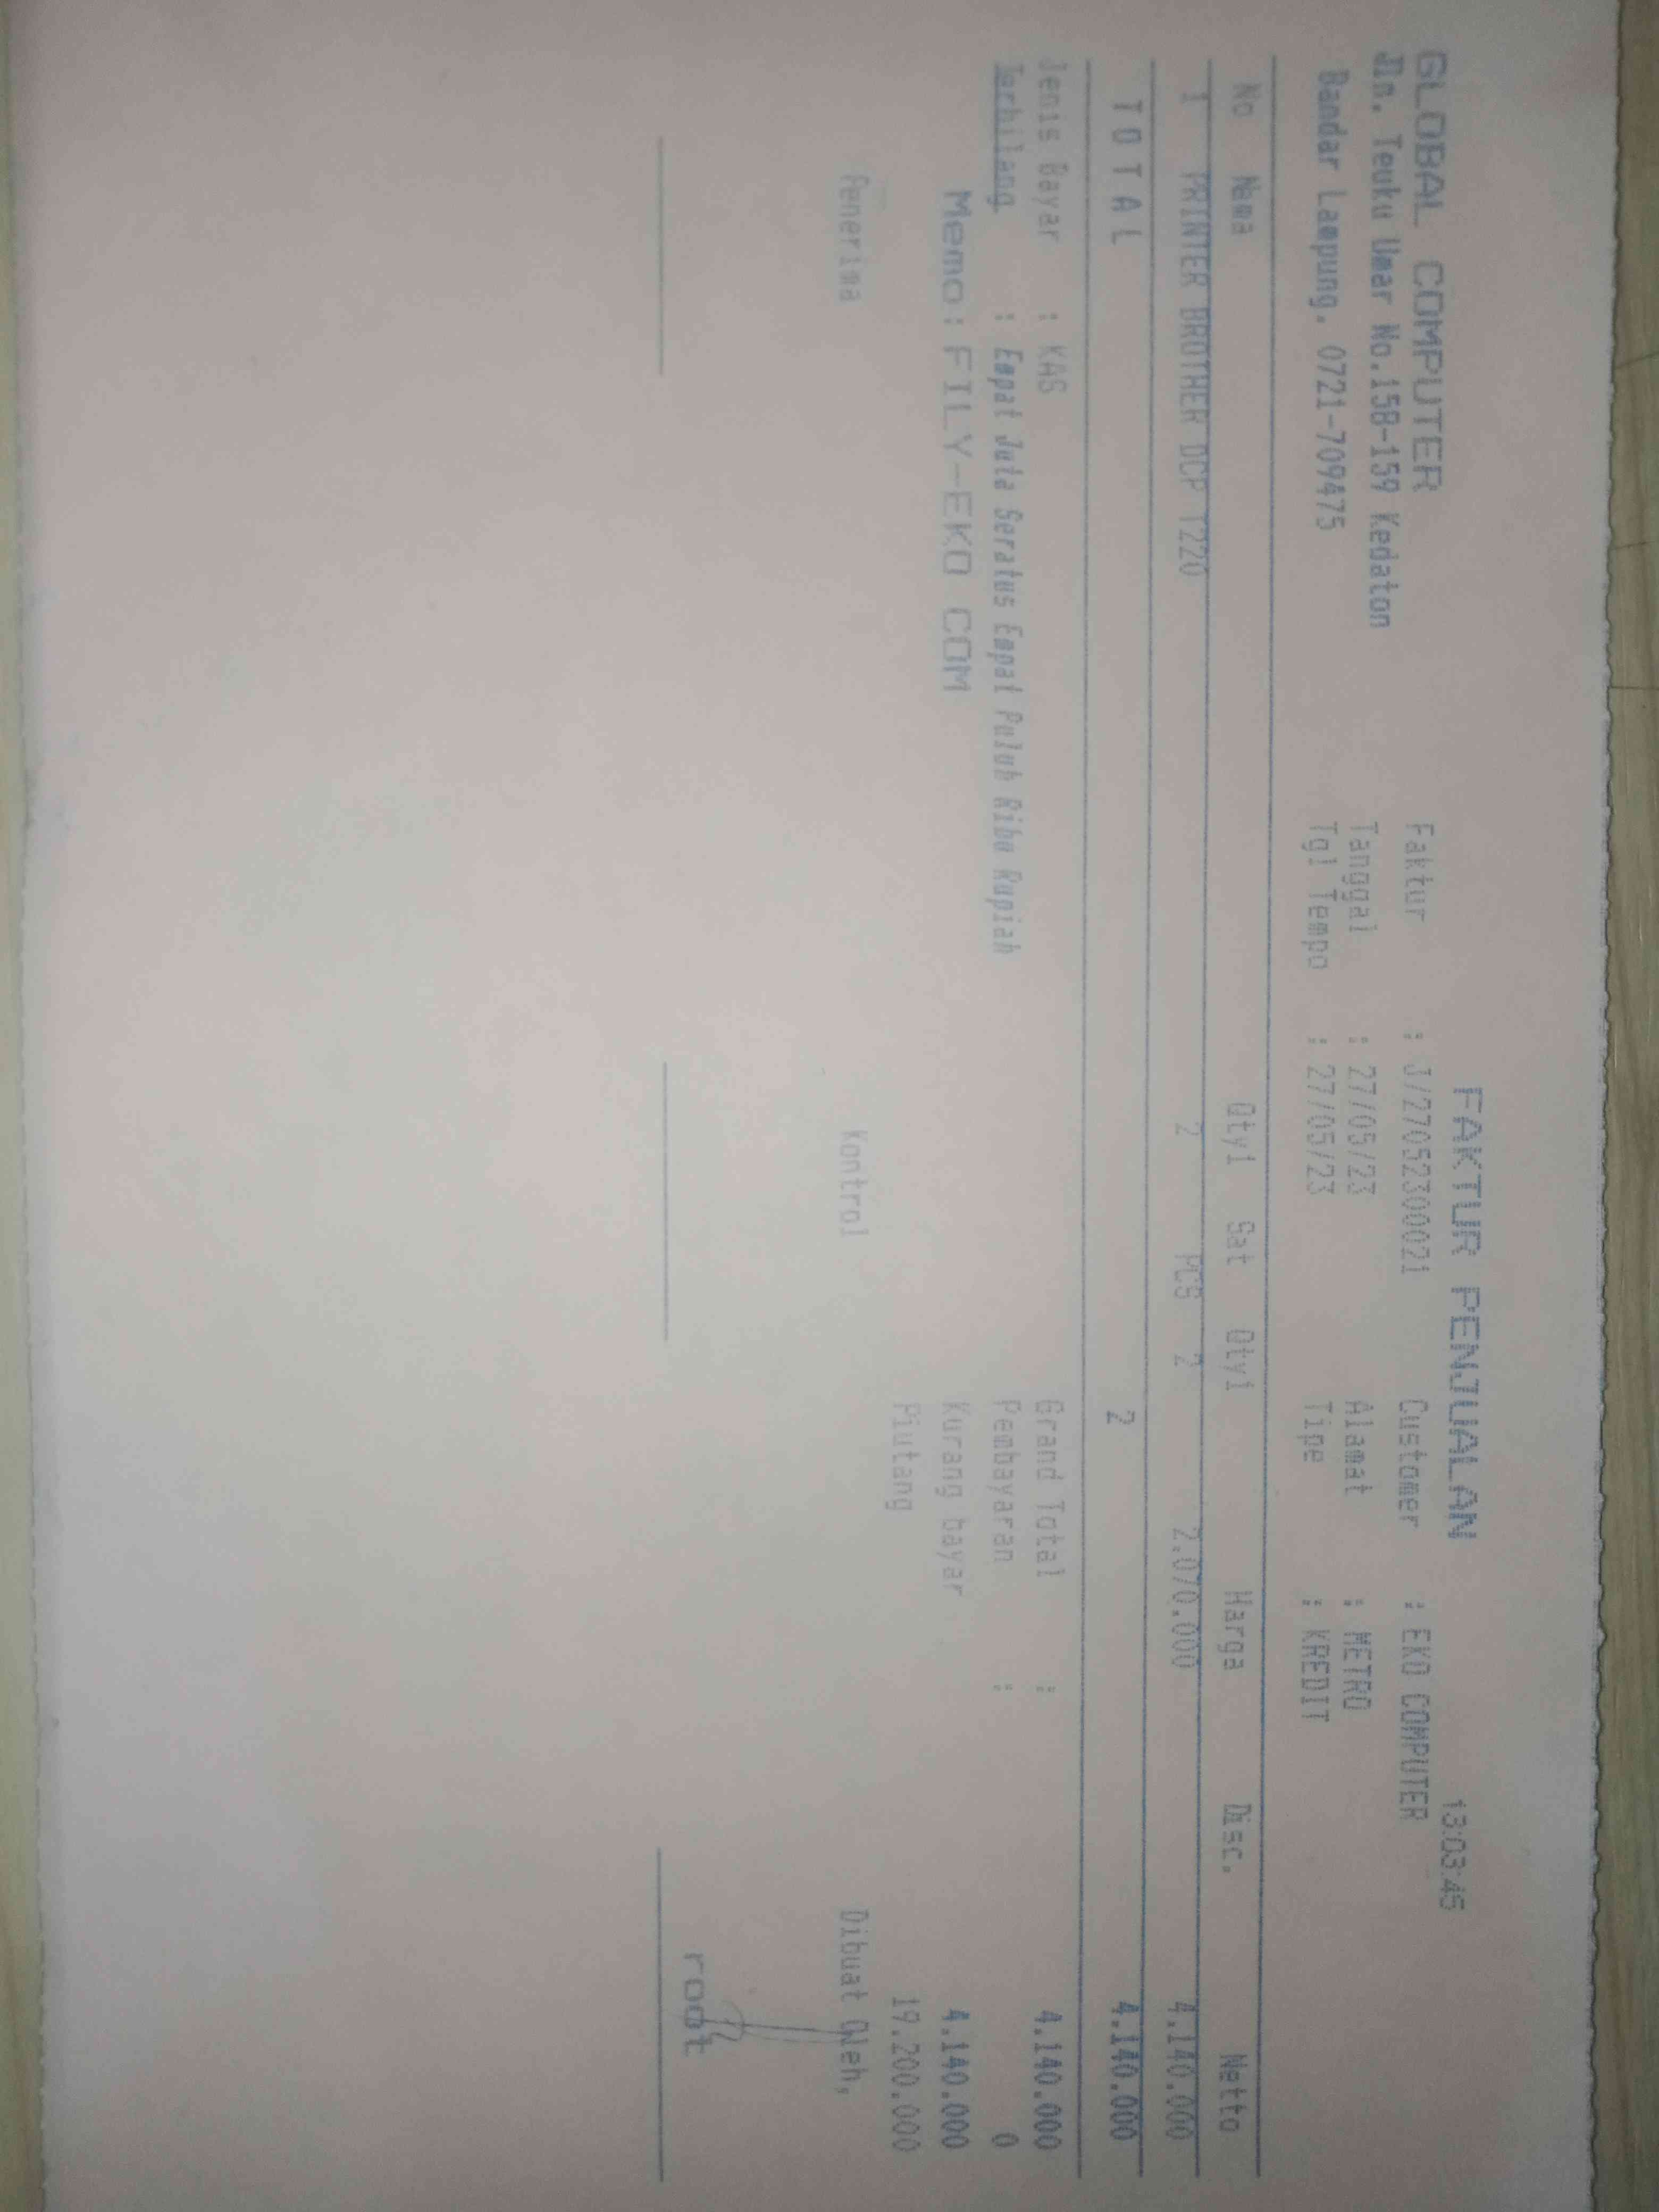 FAKTUR PENJUALAN 13:03:45
GLOBAL COMPUTER Faktur : J/27052300021 Customer : EKO COMPUTER
Jln. Teuku Umar No.158-159 Kedaton Tanggal : 27/05/23 Alamat : METRO
Bandar Lampung. 0721-709475 Tgl Tempo : 27/05/23 Tipe : KREDIT
No Nama Qty1 Sat Qty1 Harga Disc. Netto
1 PRINTER BROTHER DCP T220 2 PCS 2 2.070.000 4.140.000
T O T A L 2 4.140.000
Jenis Bayar : KAS Grand Total : 4.140.000
Terbilang : Empat Juta Seratus Empat Puluh Ribu Rupiah Pembayaran : 0
Memo: FILY-EKO COM Kurang bayar 4.140.000
Piutang 19.200.000
Penerima Kontrol Dibuat Oleh,
root